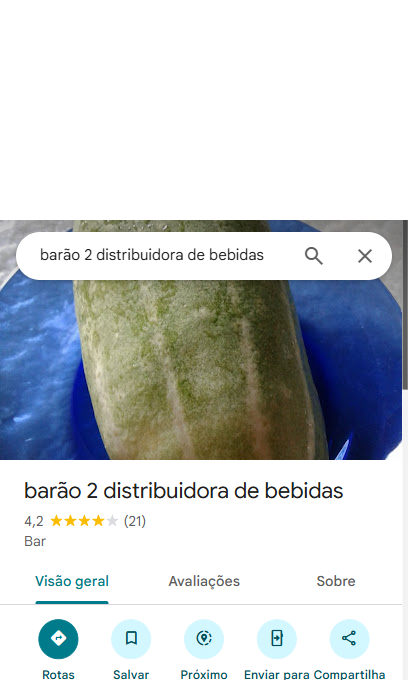 barão 2 distribuidora de bebidas
barão 2 distribuidora de bebidas
4,2 (21)
Bar
Visão geral Avaliações Sobre
Rotas Salvar Próximo Enviar para Compartilha